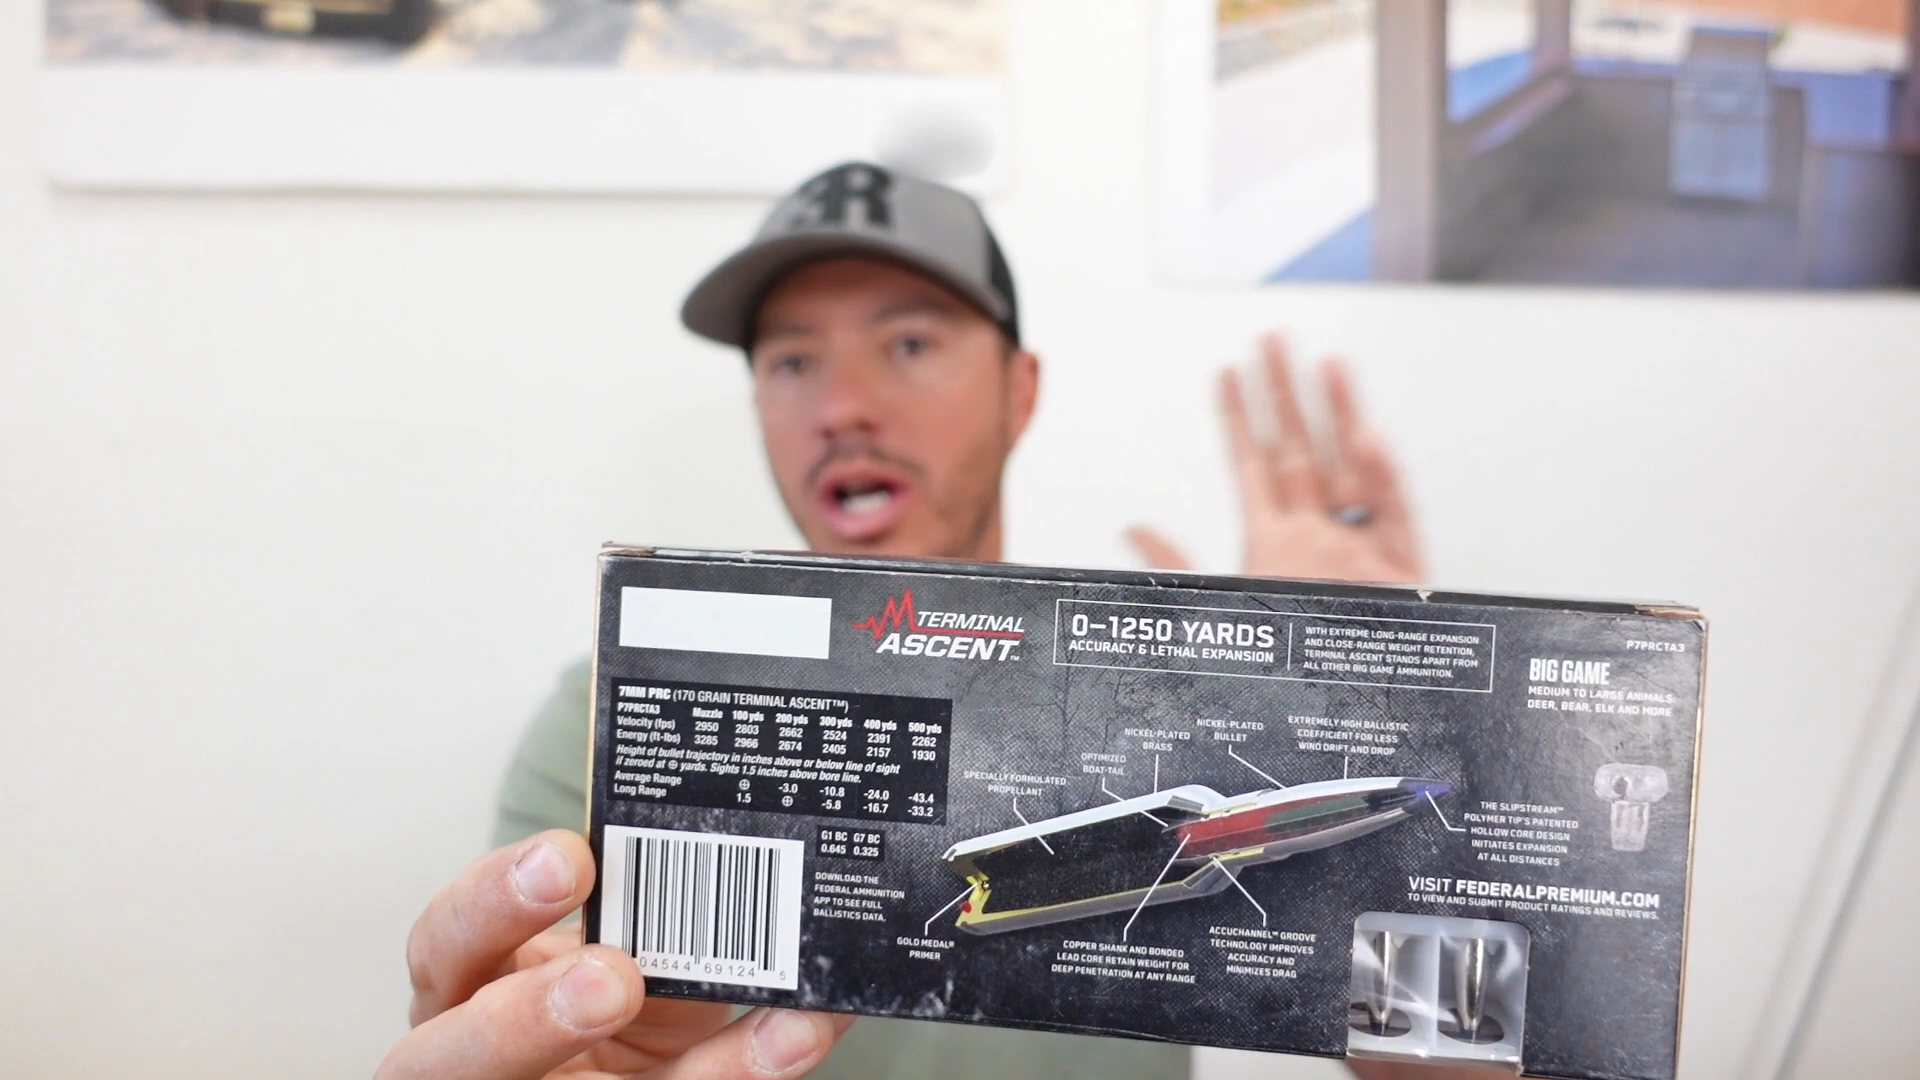 R
TERMINAL
ASCENT™
0–1250 YARDS
ACCURACY & LETHAL EXPANSION
WITH EXTREME LONG-RANGE EXPANSION
AND CLOSE-RANGE WEIGHT RETENTION,
TERMINAL ASCENT STANDS APART FROM
ALL OTHER BIG GAME AMMUNITION.
P7PRCTA3
BIG GAME
MEDIUM TO LARGE ANIMALS:
DEER, BEAR, ELK AND MORE
7MM PRC (170 GRAIN TERMINAL ASCENT™)
P7PRCTA3 Muzzle 100 yds 200 yds 300 yds 400 yds 500 yds
Velocity (fps) 2950 2803 2662 2524 2391 2262
Energy (ft-lbs) 3285 2966 2674 2405 2157 1930
Height of bullet trajectory in inches above or below line of sight
if zeroed at ⊕ yards. Sights 1.5 inches above bore line.
Average Range ⊕ -3.0 -10.8 -24.0 -43.4
Long Range 1.5 ⊕ -5.8 -16.7 -33.2
G1 BC G7 BC
0.645 0.325
DOWNLOAD THE
FEDERAL AMMUNITION
APP TO SEE FULL
BALLISTICS DATA.
04544 69124 5
SPECIALLY FORMULATED
PROPELLANT
OPTIMIZED
BOAT-TAIL
NICKEL-PLATED
BRASS
NICKEL-PLATED
BULLET
EXTREMELY HIGH BALLISTIC
COEFFICIENT FOR LESS
WIND DRIFT AND DROP
THE SLIPSTREAM™
POLYMER TIP'S PATENTED
HOLLOW CORE DESIGN
INITIATES EXPANSION
AT ALL DISTANCES
GOLD MEDAL®
PRIMER
COPPER SHANK AND BONDED
LEAD CORE RETAIN WEIGHT FOR
DEEP PENETRATION AT ANY RANGE
ACCUCHANNEL™ GROOVE
TECHNOLOGY IMPROVES
ACCURACY AND
MINIMIZES DRAG
VISIT FEDERALPREMIUM.COM
TO VIEW AND SUBMIT PRODUCT RATINGS AND REVIEWS.